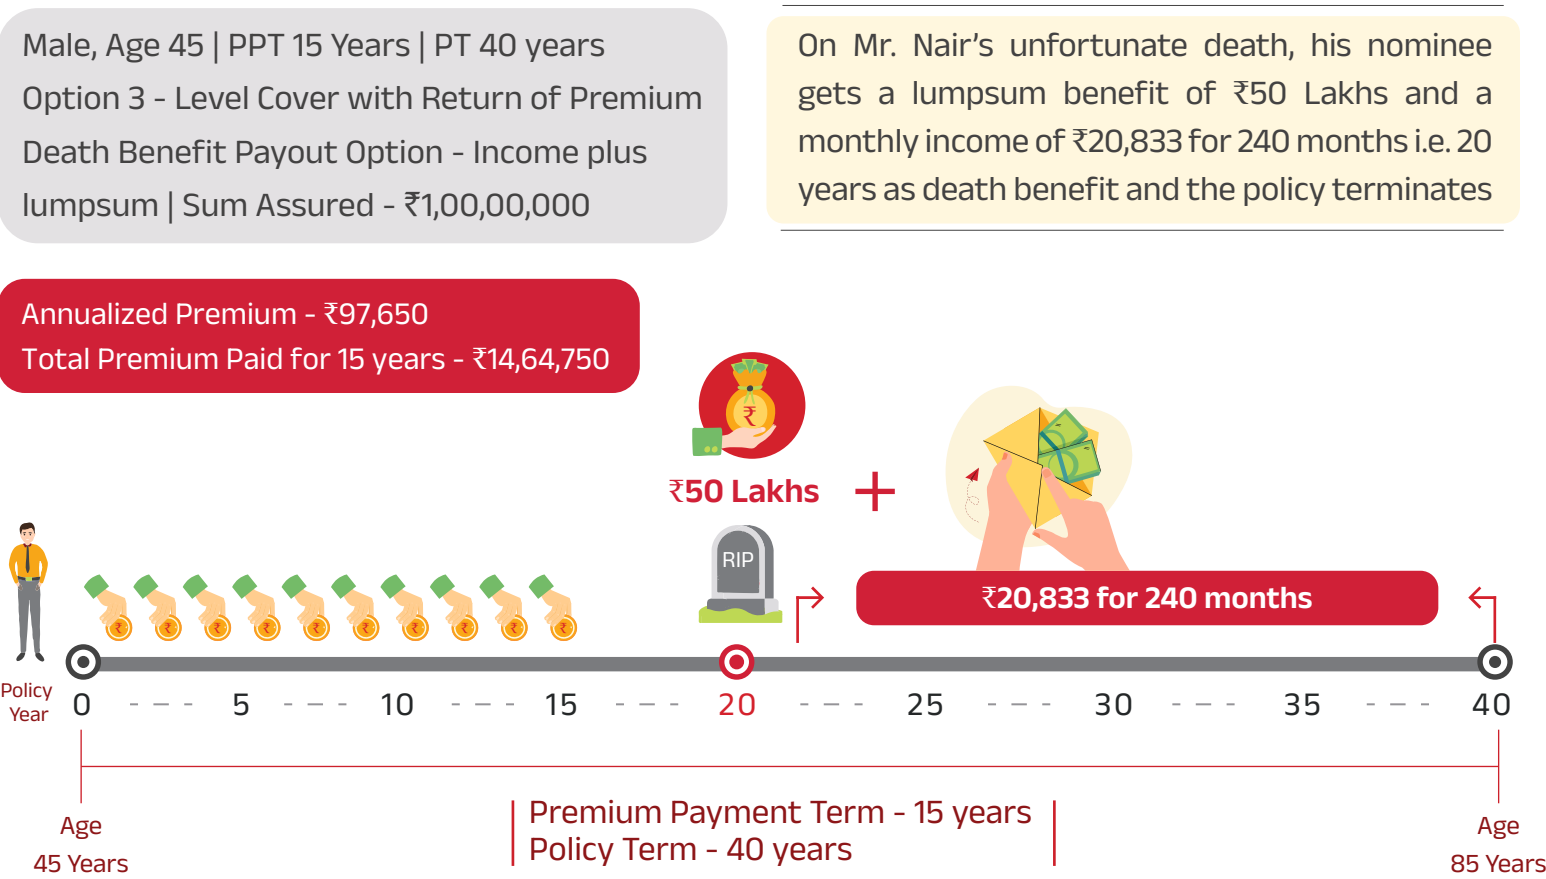 Male, Age 45 | PPT 15 Years | PT 40 years
Option 3 - Level Cover with Return of Premium
Death Benefit Payout Option - Income plus
lumpsum | Sum Assured - ₹1,00,00,000
On Mr. Nair's unfortunate death, his nominee
gets a lumpsum benefit of ₹50 Lakhs and a
monthly income of ₹20,833 for 240 months i.e. 20
years as death benefit and the policy terminates
Annualized Premium - ₹97,650
Total Premium Paid for 15 years - ₹14,64,750
₹
₹50 Lakhs +
RIP
₹20,833 for 240 months
₹ ₹ ₹ ₹ ₹ ₹ ₹ ₹ ₹ ₹
Policy
Year
0 - - - 5 - - - 10 - - - 15 - - - 20 - - - 25 - - - 30 - - - 35 - - - 40
Premium Payment Term - 15 years
Policy Term - 40 years
Age
45 Years
Age
85 Years